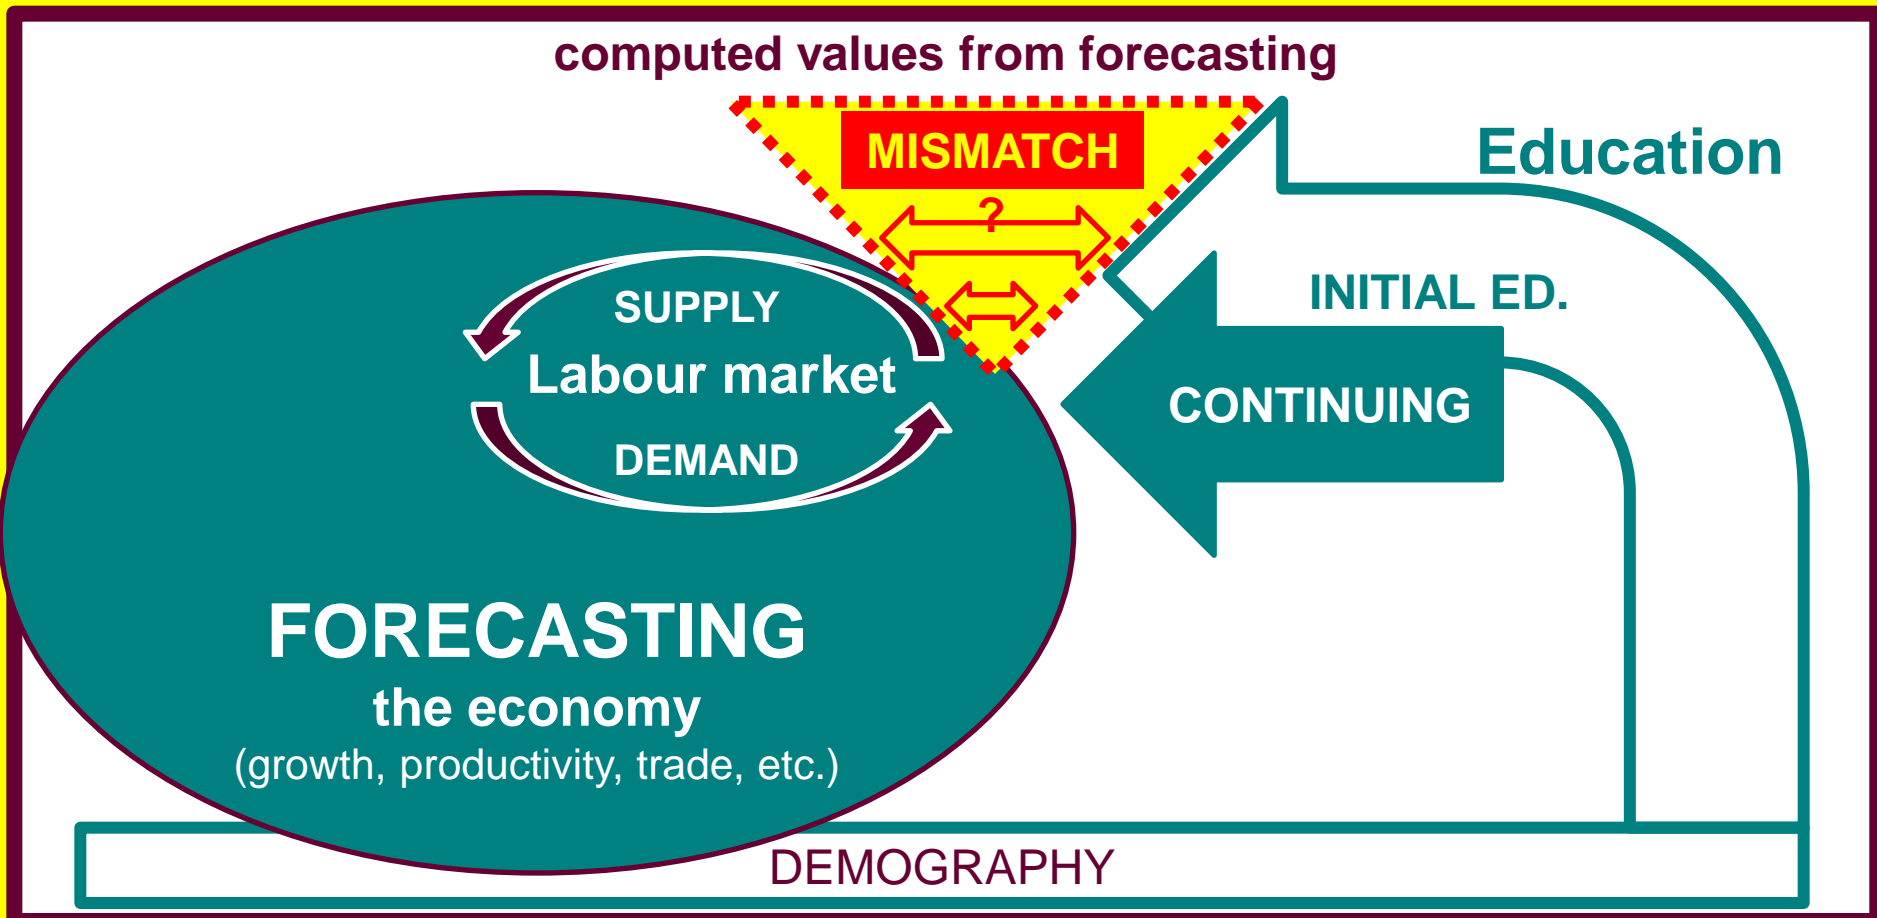 computed values from forecasting
MISMATCH
?
Education
INITIAL ED.
CONTINUING
SUPPLY
Labour market
DEMAND
FORECASTING
the economy
(growth, productivity, trade, etc.)
DEMOGRAPHY